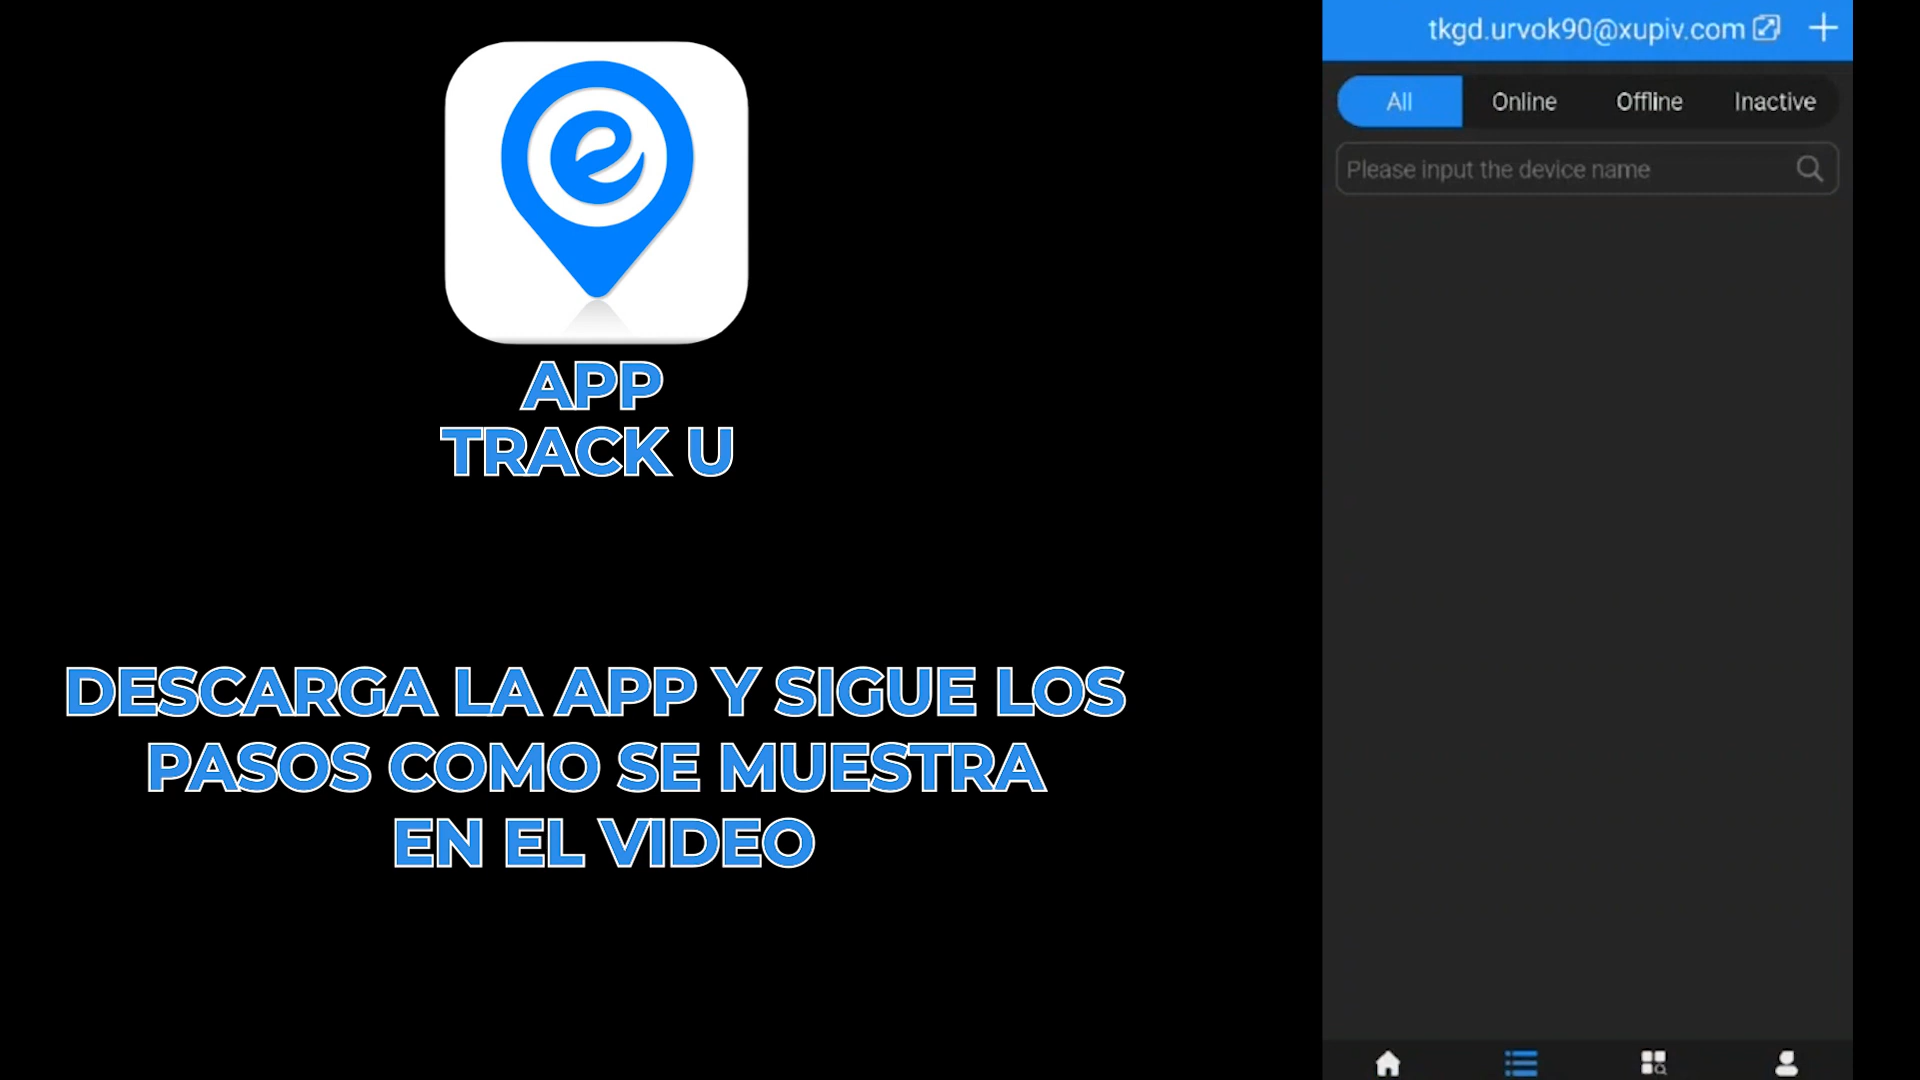 APP
TRACK U
DESCARGA LA APP Y SIGUE LOS
PASOS COMO SE MUESTRA
EN EL VIDEO
tkgd.urvok90@xupiv.com
All Online Offline Inactive
Please input the device name